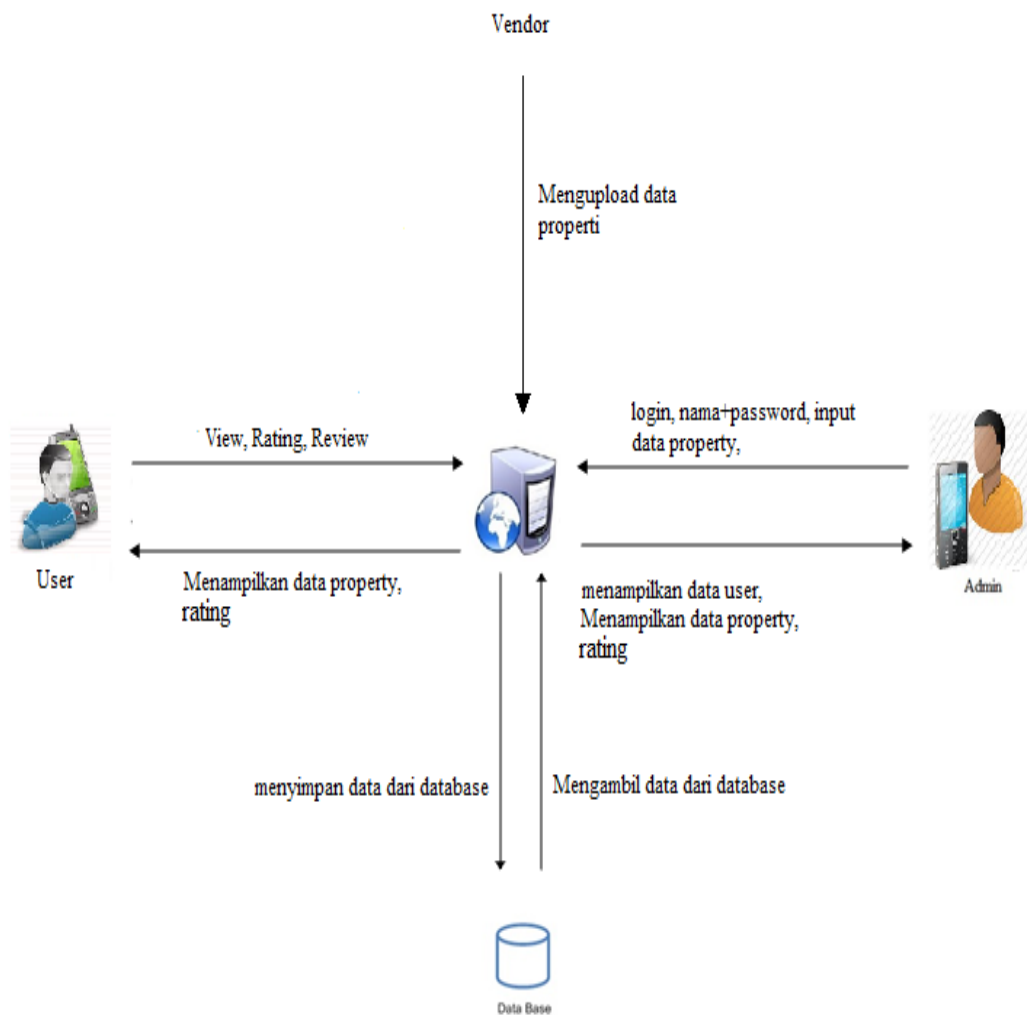 Vendor
Mengupload data
properti
login, nama+password, input
data property,
View, Rating, Review
User
Menampilkan data property,
rating
menampilkan data user,
Menampilkan data property,
rating
Admin
menyimpan data dari database
Mengambil data dari database
Data Base